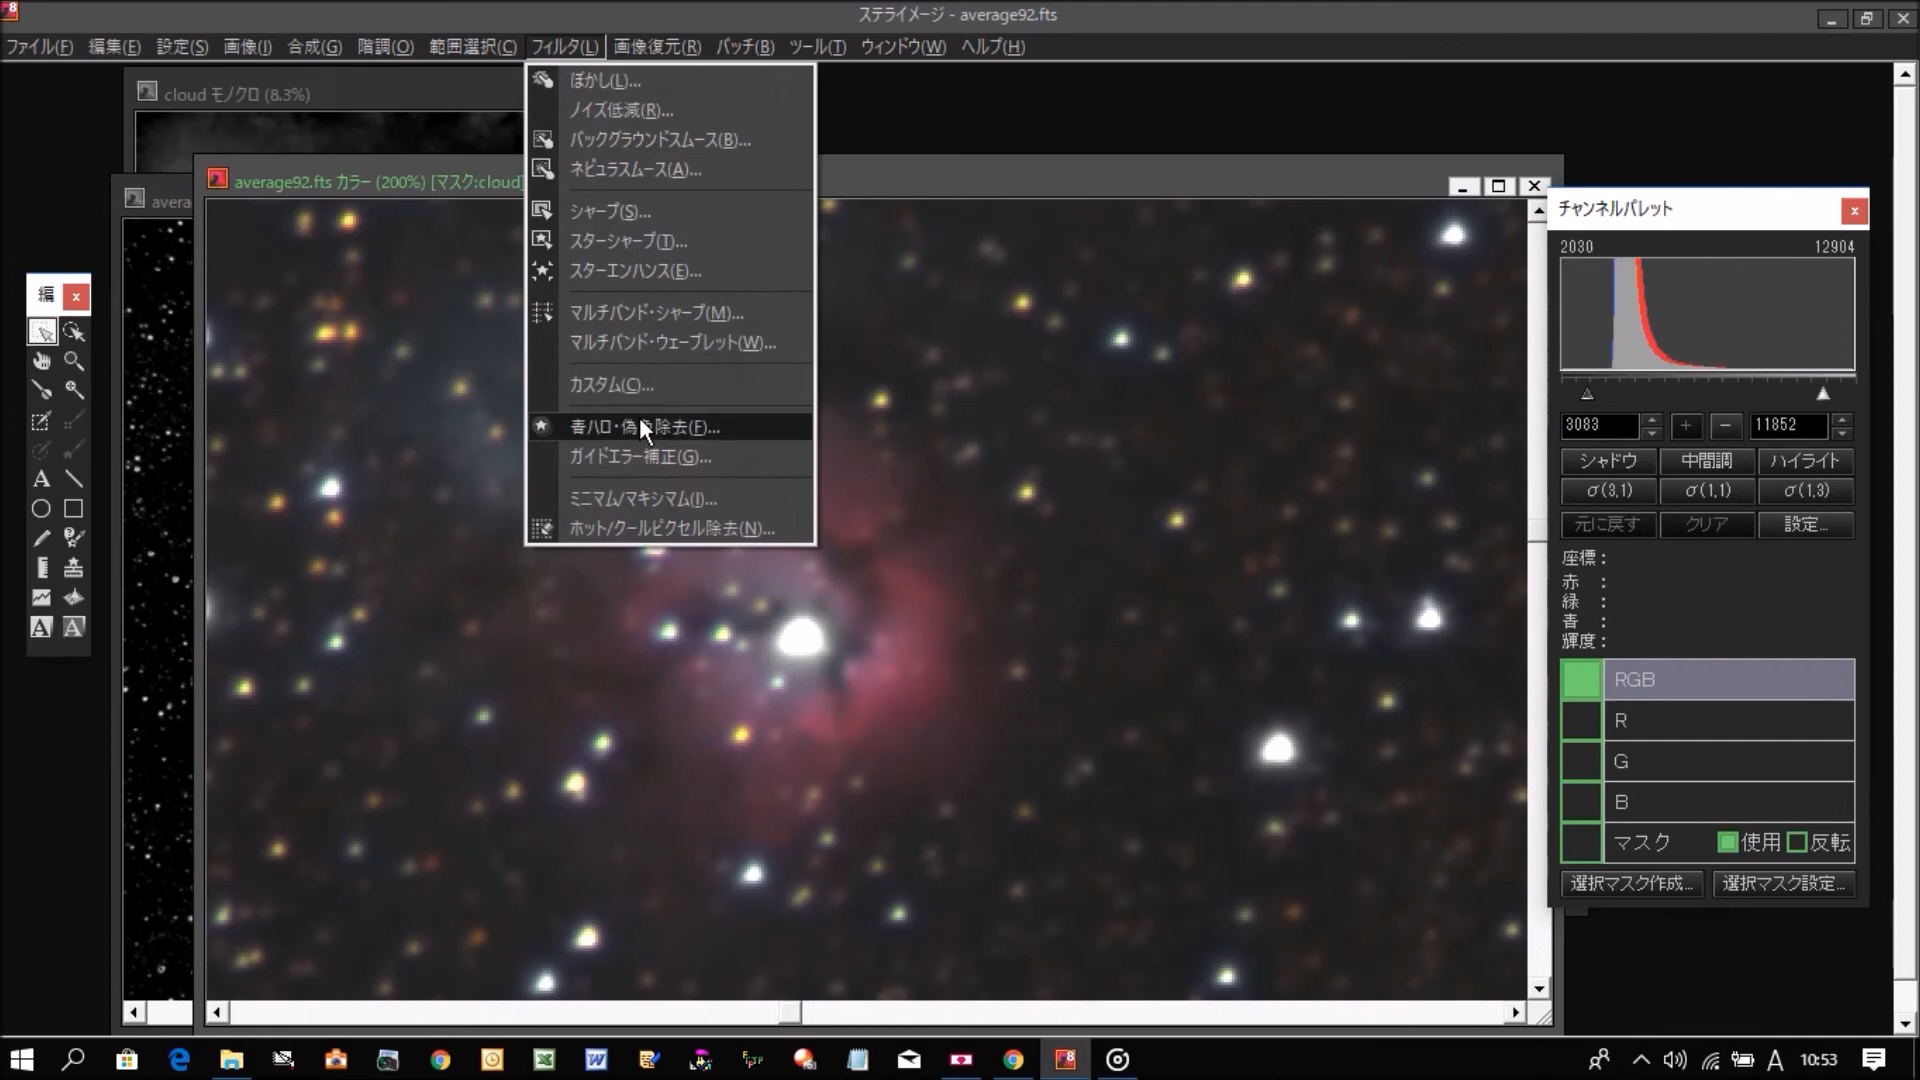 ステライメージ - average92.fts
ファイル(F) 編集(E) 設定(S) 画像(I) 合成(G) 階調(O) 範囲選択(C) フィルタ(L) 画像復元(R) バッチ(B) ツール(T) ウィンドウ(W) ヘルプ(H)
cloud モノクロ (8.3%)
average92.fts カラー (200%) [マスク:cloud]
avera
編
ぼかし(L)...
ノイズ低減(R)...
バックグラウンドスムース(B)...
ネビュラスムース(A)...
シャープ(S)...
スターシャープ(T)...
スターエンハンス(E)...
マルチバンド・シャープ(M)...
マルチバンド・ウェーブレット(W)...
カスタム(C)...
青ハロ・偽色除去(F)...
ガイドエラー補正(G)...
ミニマム/マキシマム(I)...
ホット/クールピクセル除去(N)...
チャンネルパレット
2030 12904
3083 + - 11852
シャドウ 中間調 ハイライト
σ(3,1) σ(1,1) σ(1,3)
元に戻す クリア 設定...
座標 :
赤 :
緑 :
青 :
輝度 :
RGB
R
G
B
マスク 使用 反転
選択マスク作成... 選択マスク設定...
A 10:53